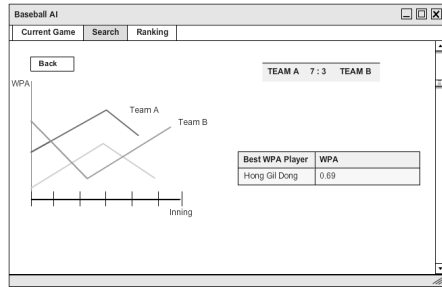 Baseball AI
Current Game Search Ranking
Back
TEAM A 7 : 3 TEAM B
WPA
Team A
Team B
Best WPA Player WPA
Hong Gil Dong 0.69
Inning